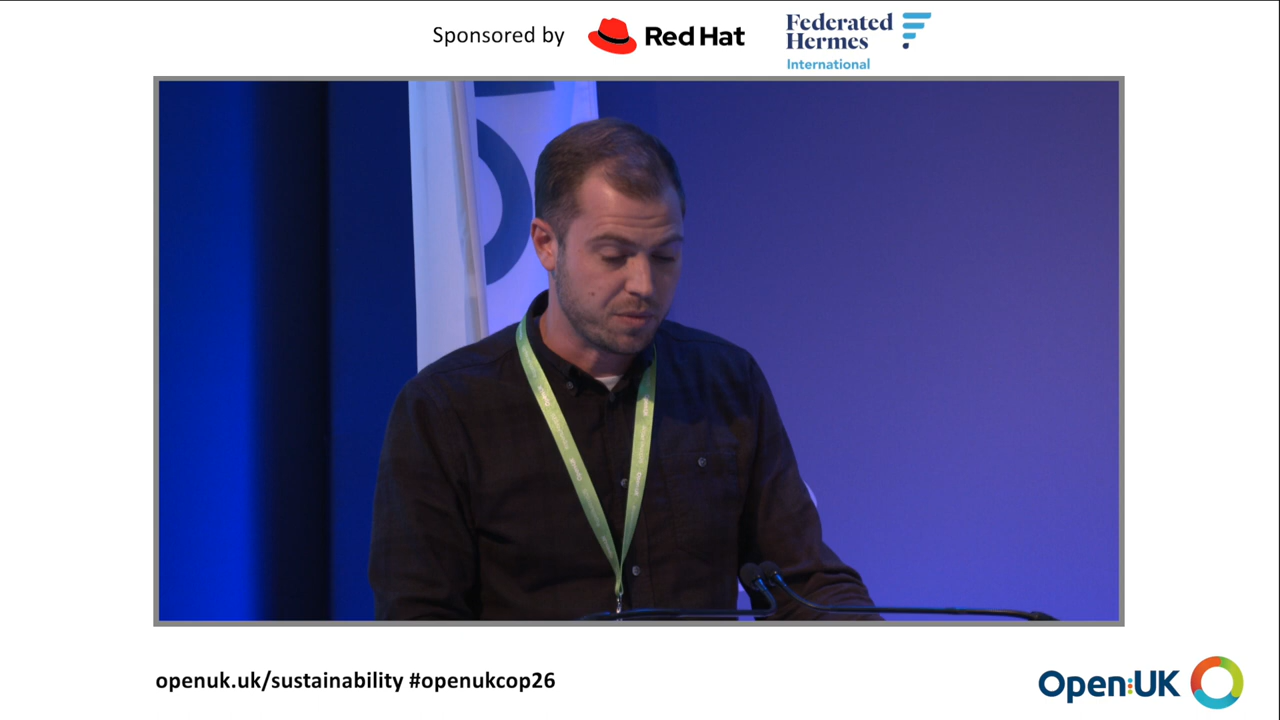 Sponsored by
Red Hat
Federated
Hermes
International
openuk.uk/sustainability #openukcop26
Open:UK